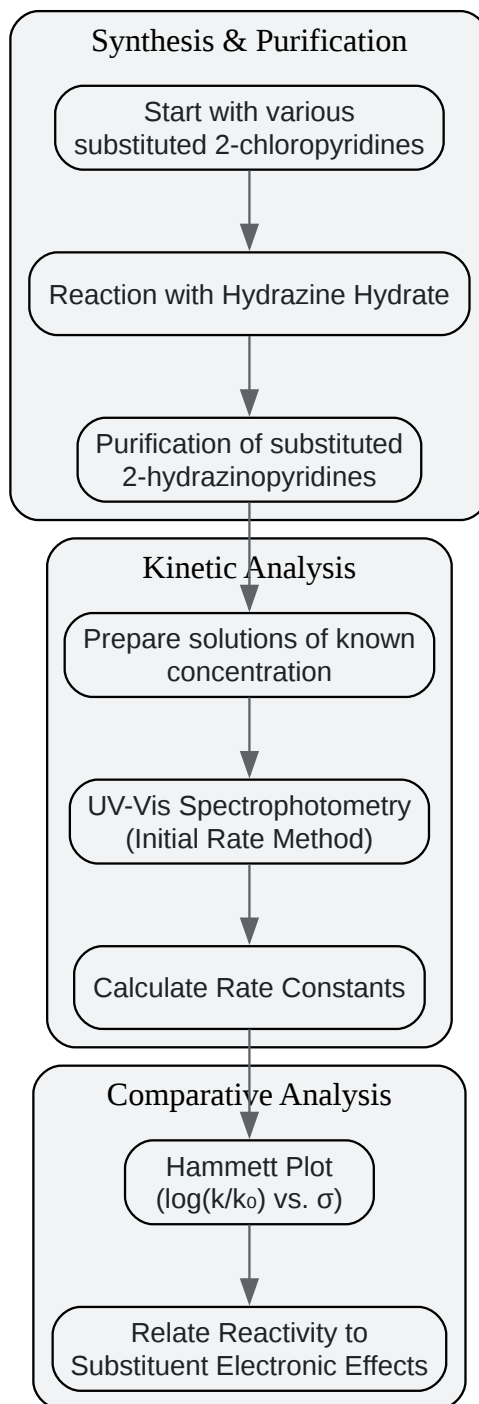 Synthesis & Purification
Start with various
substituted 2-chloropyridines
Reaction with Hydrazine Hydrate
Purification of substituted
2-hydrazinopyridines
Kinetic Analysis
Prepare solutions of known
concentration
UV-Vis Spectrophotometry
(Initial Rate Method)
Calculate Rate Constants
Comparative Analysis
Hammett Plot
(log(k/k₀) vs. σ)
Relate Reactivity to
Substituent Electronic Effects